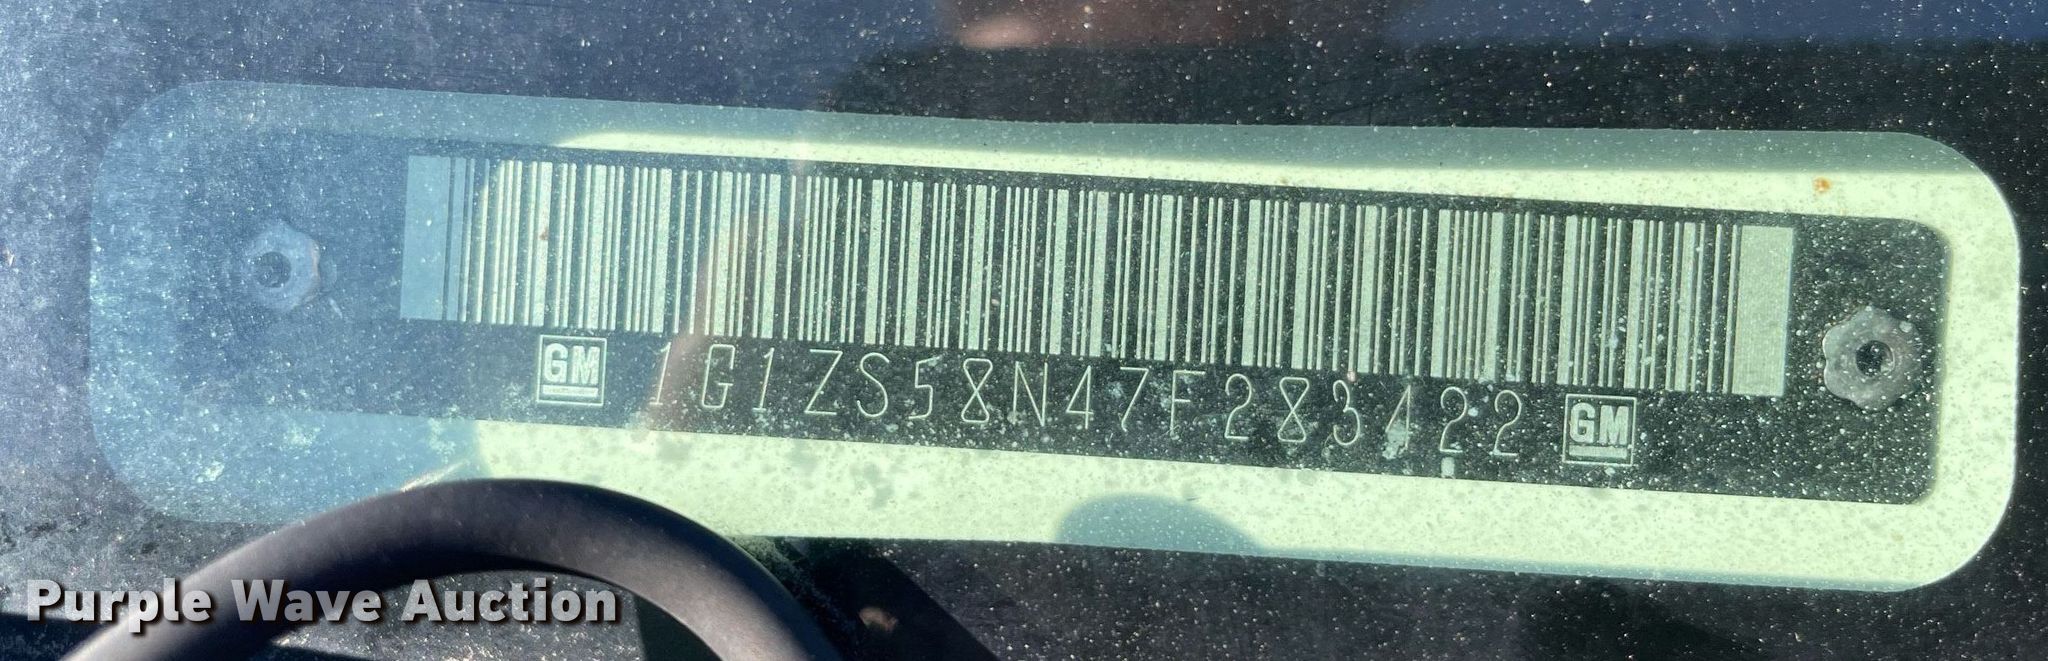 GM 1G1ZS58N47F283422 GM
Purple Wave Auction